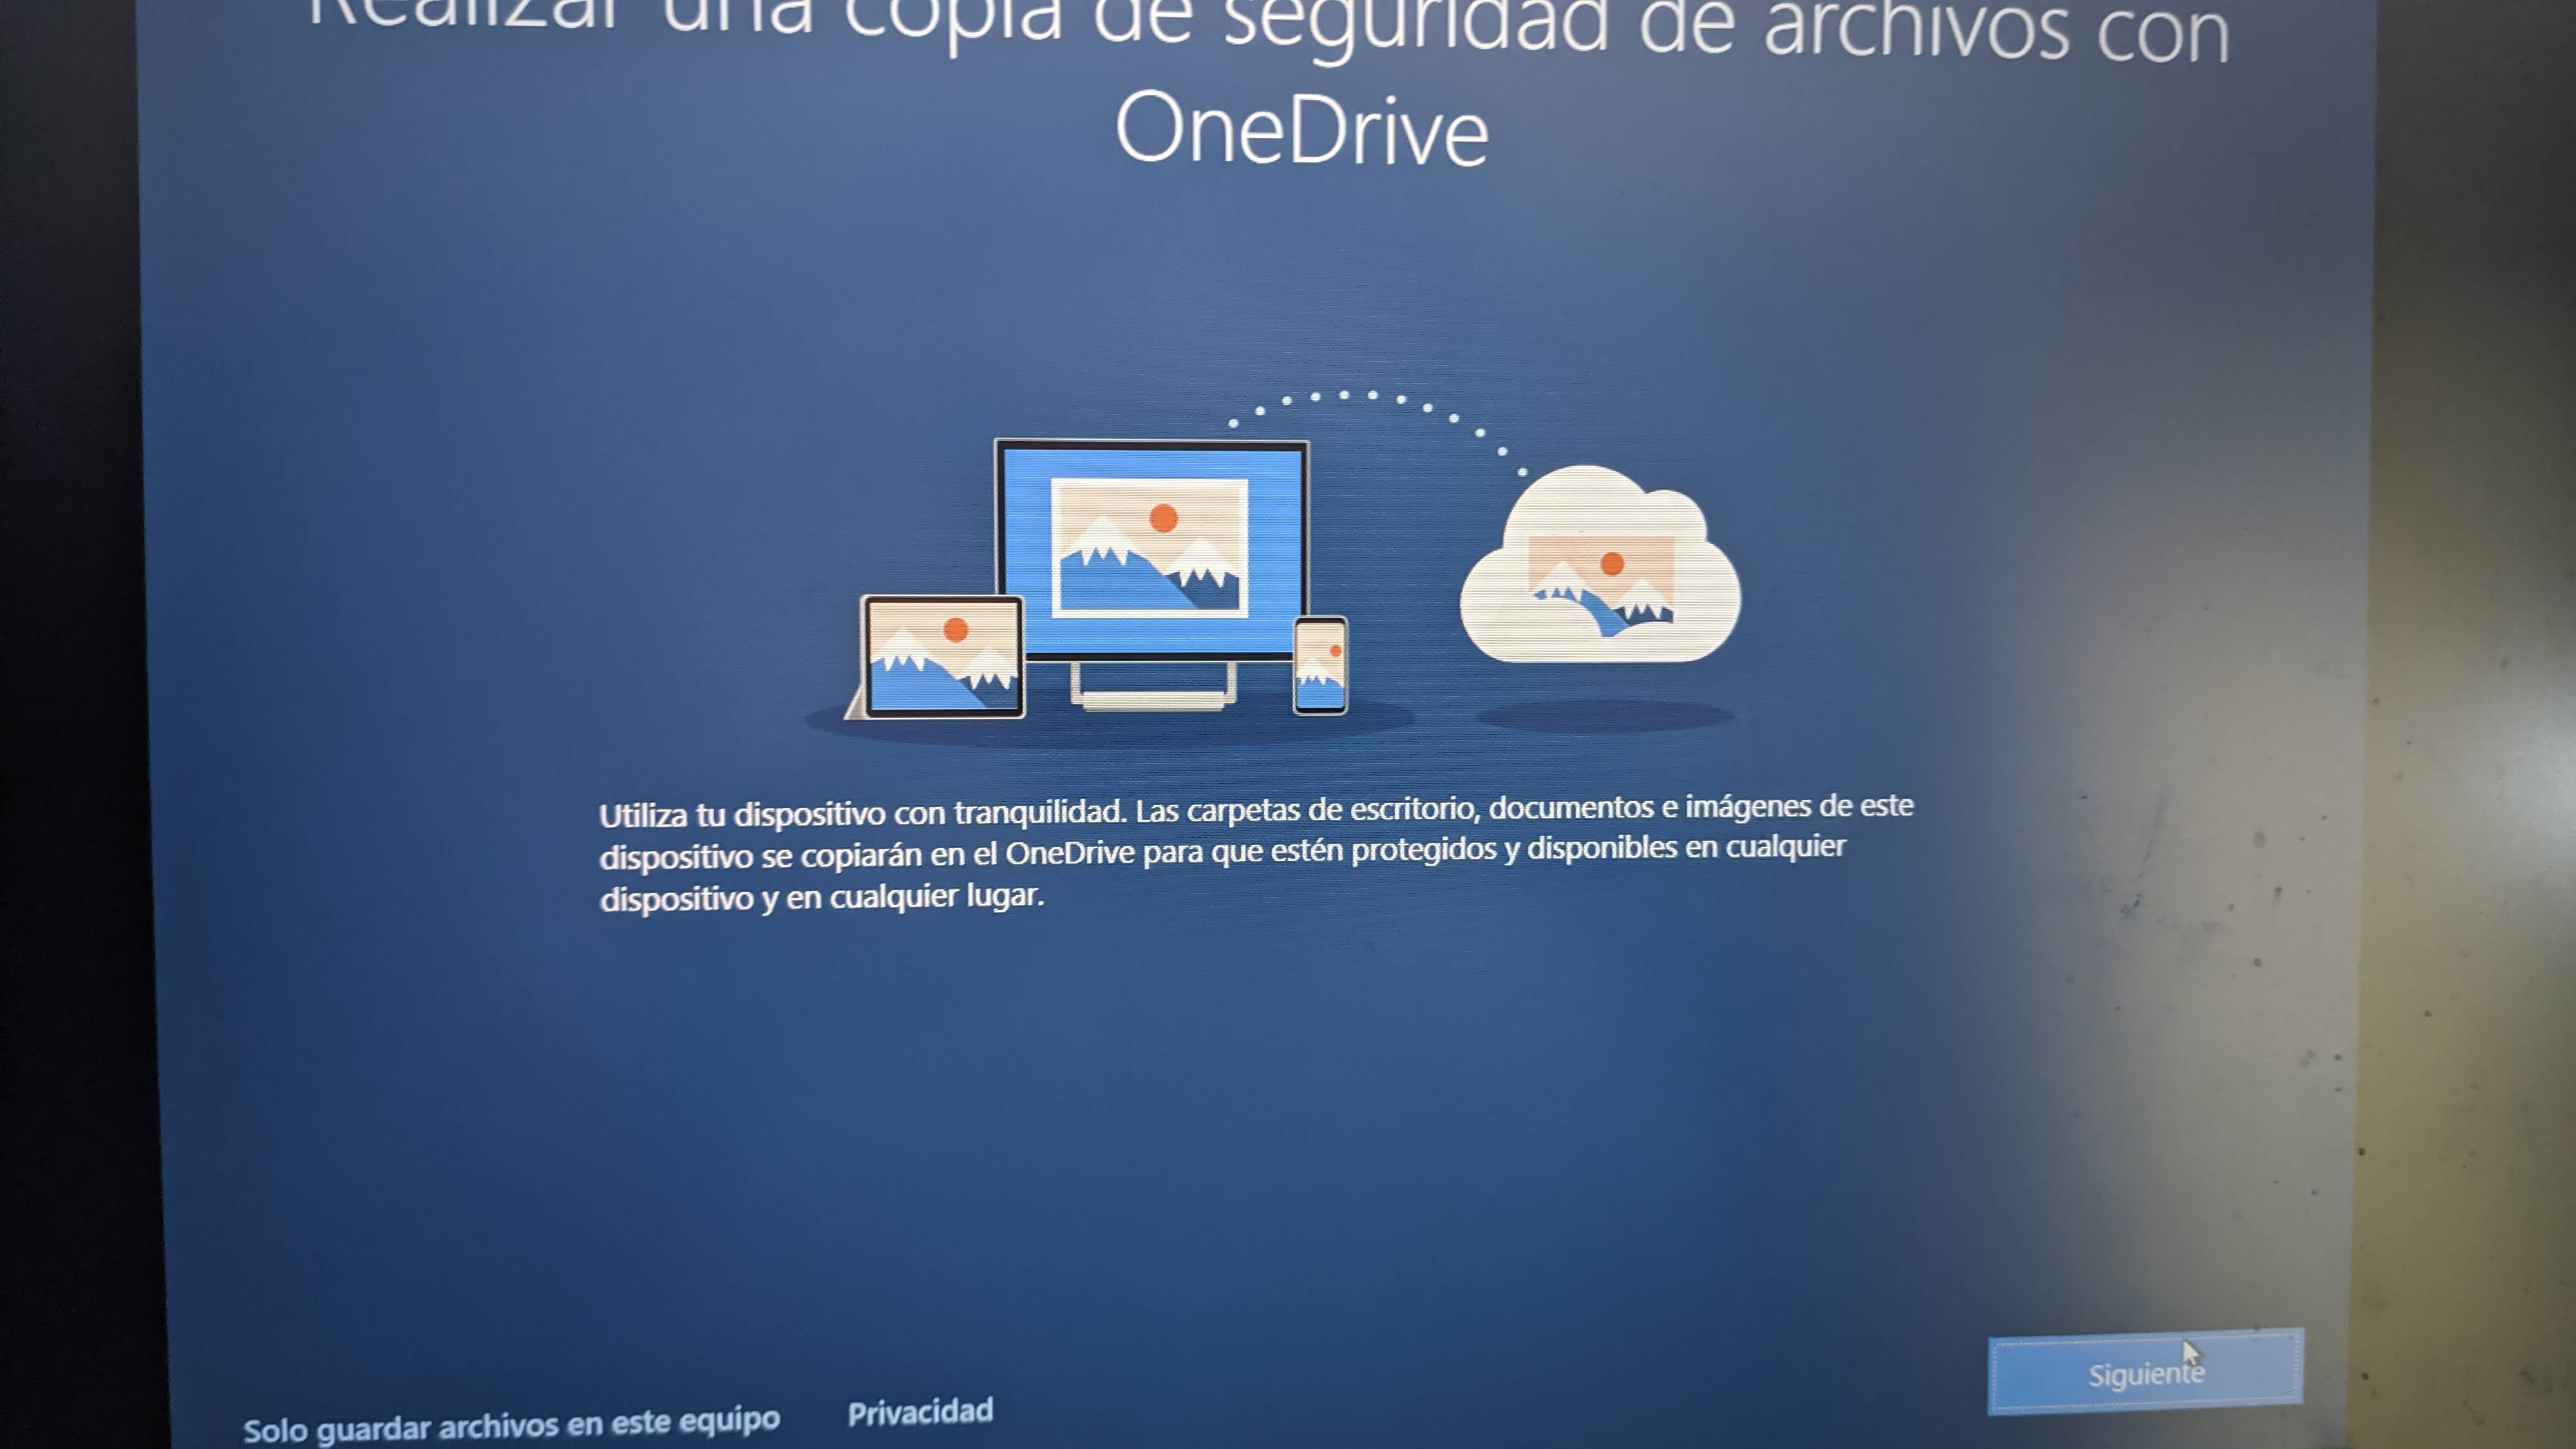 Realizar una copia de seguridad de archivos con
OneDrive
Utiliza tu dispositivo con tranquilidad. Las carpetas de escritorio, documentos e imágenes de este
dispositivo se copiarán en el OneDrive para que estén protegidos y disponibles en cualquier
dispositivo y en cualquier lugar.
Solo guardar archivos en este equipo
Privacidad
Siguiente